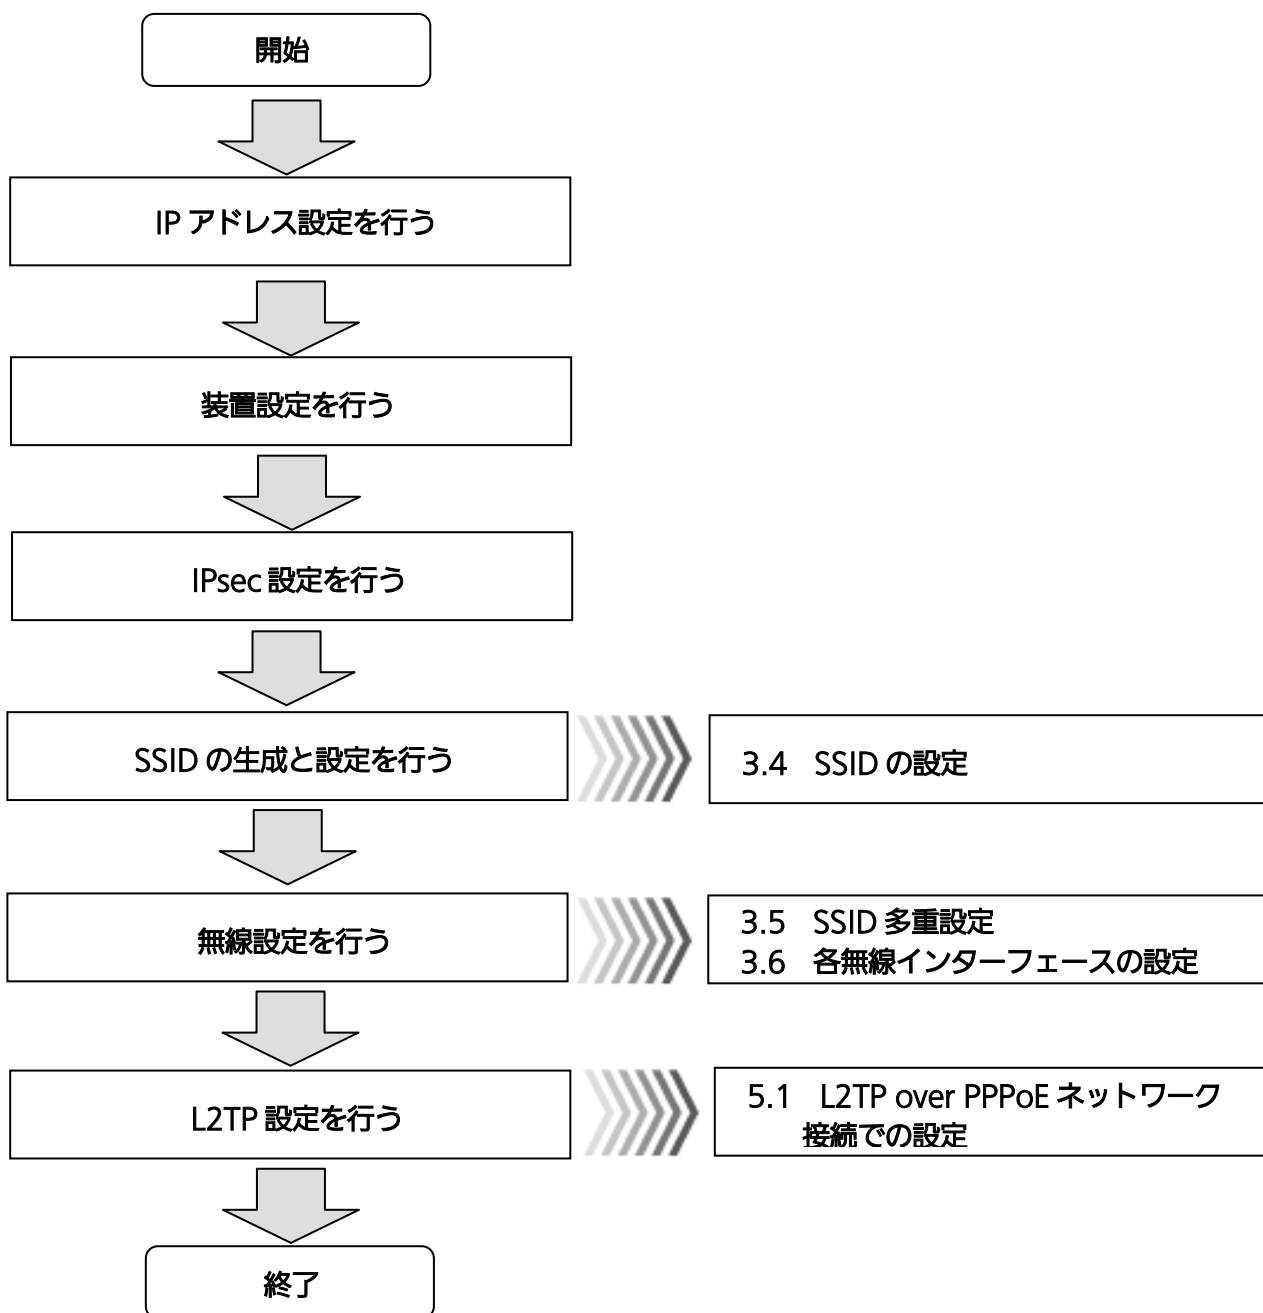 開始
IP アドレス設定を行う
装置設定を行う
IPsec 設定を行う
SSID の生成と設定を行う
3.4 SSID の設定
無線設定を行う
3.5 SSID 多重設定
3.6 各無線インターフェースの設定
L2TP 設定を行う
5.1 L2TP over PPPoE ネットワーク
接続での設定
終了